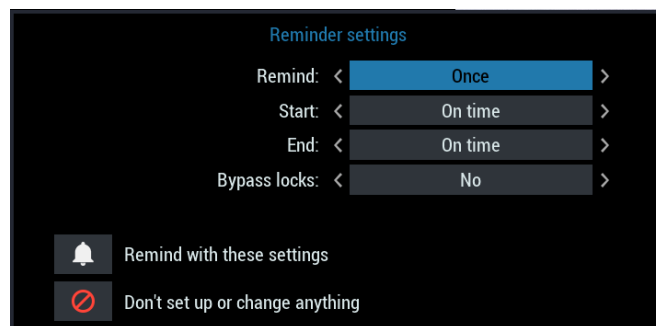 Reminder settings
Remind: < Once >
Start: < On time >
End: < On time >
Bypass locks: < No >
Remind with these settings
Don't set up or change anything